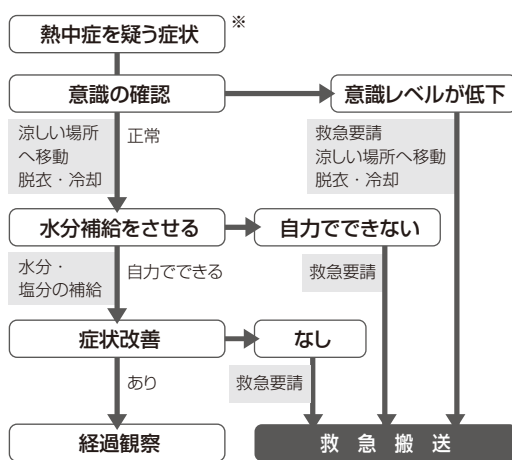 熱中症を疑う症状
※
意識の確認
意識レベルが低下
涼しい場所
へ移動
脱衣・冷却
正常
救急要請
涼しい場所へ移動
脱衣・冷却
水分補給をさせる
自力でできない
水分・
塩分の補給
自力でできる
救急要請
症状改善
なし
あり
救急要請
経過観察
救急搬送